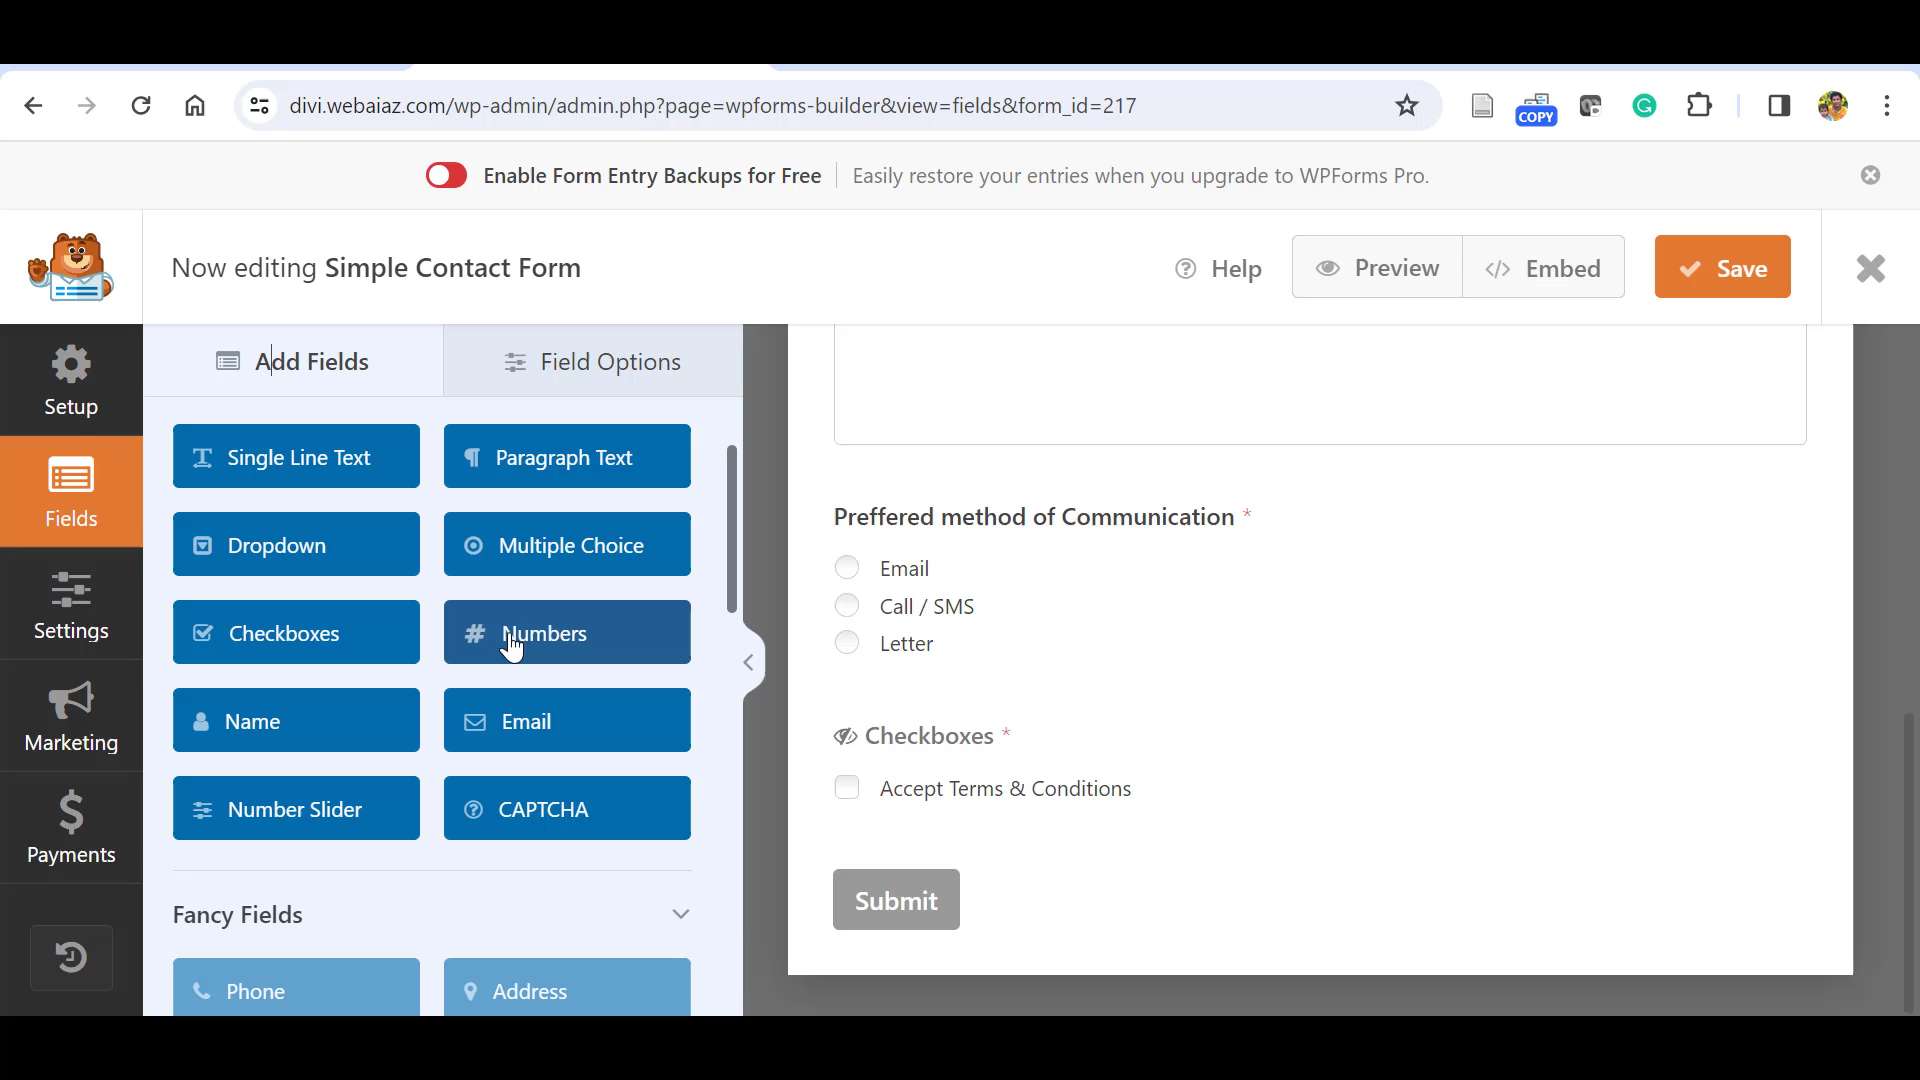 divi.webaiaz.com/wp-admin/admin.php?page=wpforms-builder&view=fields&form_id=217
COPY
Enable Form Entry Backups for Free
Easily restore your entries when you upgrade to WPForms Pro.
Now editing Simple Contact Form
Help
Preview
Embed
Save
Setup
Fields
Settings
Marketing
Payments
Add Fields
Field Options
Single Line Text
Paragraph Text
Dropdown
Multiple Choice
Checkboxes
Numbers
Name
Email
Number Slider
CAPTCHA
Fancy Fields
Phone
Address
Preffered method of Communication *
Email
Call / SMS
Letter
Checkboxes *
Accept Terms & Conditions
Submit